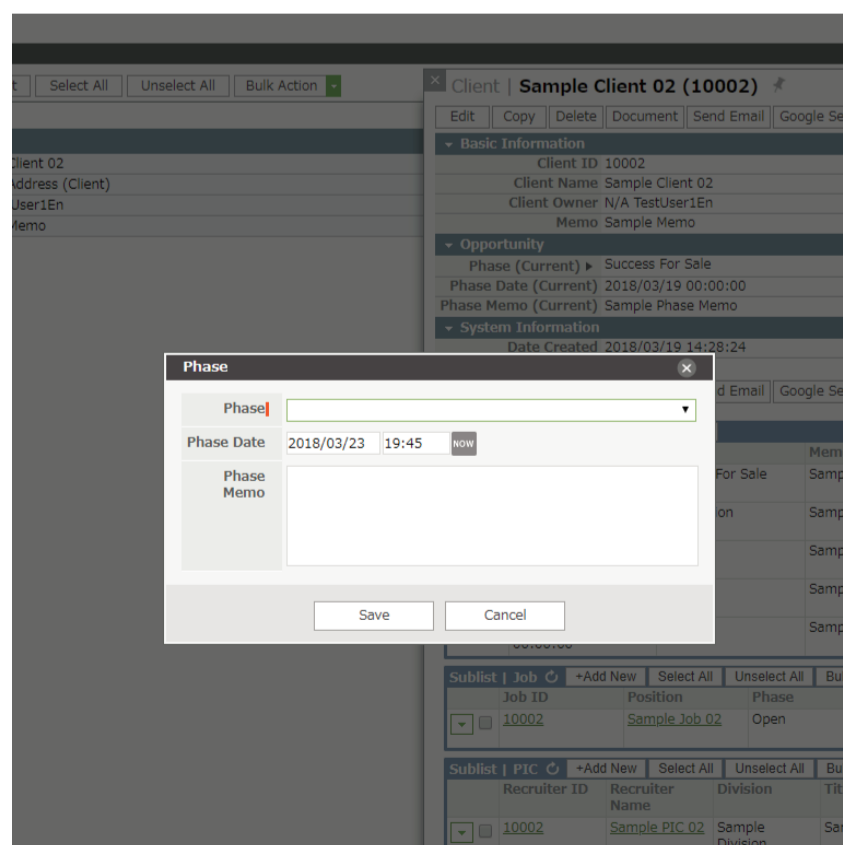 Select All Unselect All Bulk Action
Client | Sample Client 02 (10002)
Edit Copy Delete Document Send Email Google
Basic Information
Client 02
Client ID 10002
Address (Client)
Client Name Sample Client 02
User1En
Client Owner N/A TestUser1En
Memo
Memo Sample Memo
Opportunity
Phase (Current) Success For Sale
Phase Date (Current) 2018/03/19 00:00:00
Phase Memo (Current) Sample Phase Memo
System Information
Date Created 2018/03/19 14:28:24
Phase
Email Google
Phase
Phase Date 2018/03/23 19:45 NOW
For Sale
Phase
Memo
Save Cancel
Sublist | Job +Add New Select All Unselect All
Job ID Position Phase
10002 Sample Job 02 Open
Sublist | PIC +Add New Select All Unselect All
Recruiter ID Recruiter Name Division
10002 Sample PIC 02 Sample
Division